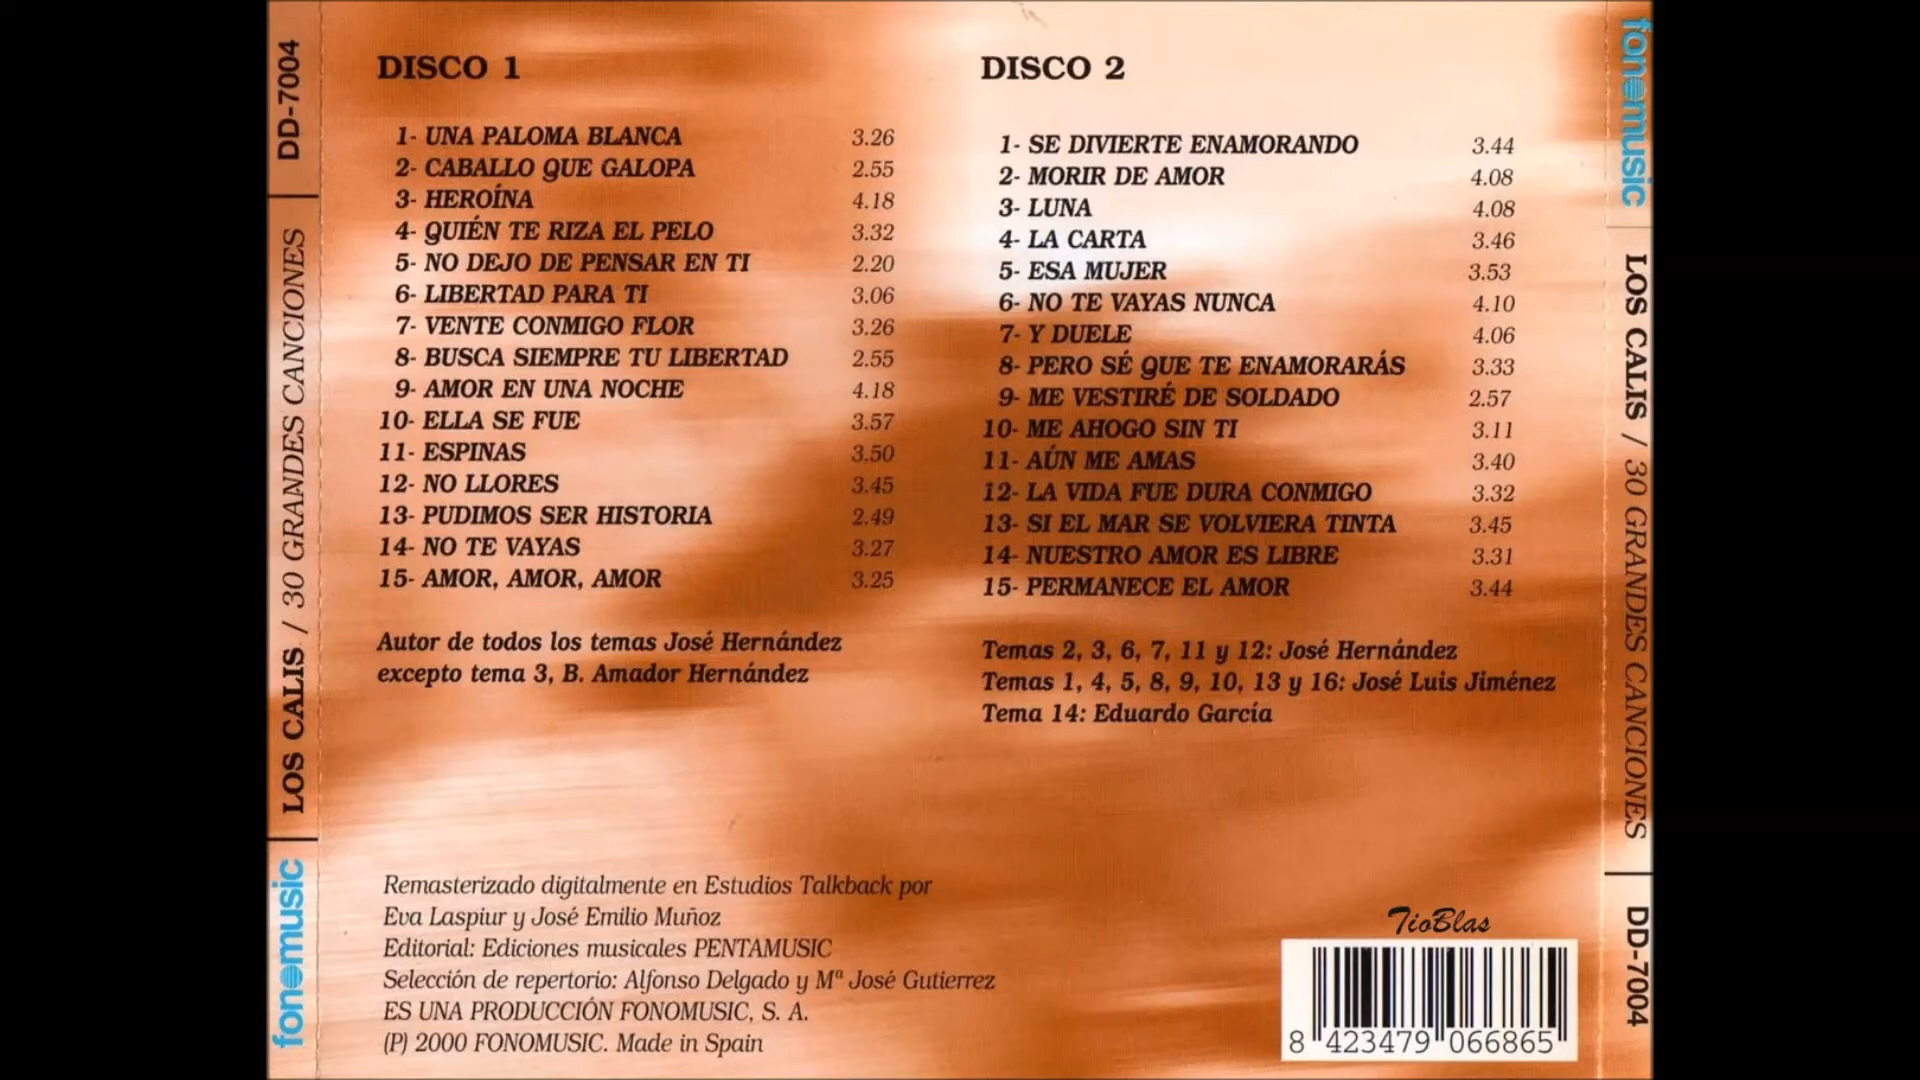 DD-7004
LOS CALIS / 30 GRANDES CANCIONES
fonomusic
DISCO 1
1- UNA PALOMA BLANCA 3.26
2- CABALLO QUE GALOPA 2.55
3- HEROÍNA 4.18
4- QUIÉN TE RIZA EL PELO 3.32
5- NO DEJO DE PENSAR EN TI 2.20
6- LIBERTAD PARA TI 3.06
7- VENTE CONMIGO FLOR 3.26
8- BUSCA SIEMPRE TU LIBERTAD 2.55
9- AMOR EN UNA NOCHE 4.18
10- ELLA SE FUE 3.57
11- ESPINAS 3.50
12- NO LLORES 3.45
13- PUDIMOS SER HISTORIA 2.49
14- NO TE VAYAS 3.27
15- AMOR, AMOR, AMOR 3.25
Autor de todos los temas José Hernández
excepto tema 3, B. Amador Hernández
DISCO 2
1- SE DIVIERTE ENAMORANDO 3.44
2- MORIR DE AMOR 4.08
3- LUNA 4.08
4- LA CARTA 3.46
5- ESA MUJER 3.53
6- NO TE VAYAS NUNCA 4.10
7- Y DUELE 4.06
8- PERO SÉ QUE TE ENAMORARÁS 3.33
9- ME VESTIRÉ DE SOLDADO 2.57
10- ME AHOGO SIN TI 3.11
11- AÚN ME AMAS 3.40
12- LA VIDA FUE DURA CONMIGO 3.32
13- SI EL MAR SE VOLVIERA TINTA 3.45
14- NUESTRO AMOR ES LIBRE 3.31
15- PERMANECE EL AMOR 3.44
Temas 2, 3, 6, 7, 11 y 12: José Hernández
Temas 1, 4, 5, 8, 9, 10, 13 y 16: José Luis Jiménez
Tema 14: Eduardo García
Remasterizado digitalmente en Estudios Talkback por
Eva Laspiur y José Emilio Muñoz
Editorial: Ediciones musicales PENTAMUSIC
Selección de repertorio: Alfonso Delgado y Mª José Gutierrez
ES UNA PRODUCCIÓN FONOMUSIC, S. A.
(P) 2000 FONOMUSIC. Made in Spain
TioBlas
8 423479 066865
fonomusic
LOS CALIS / 30 GRANDES CANCIONES
DD-7004